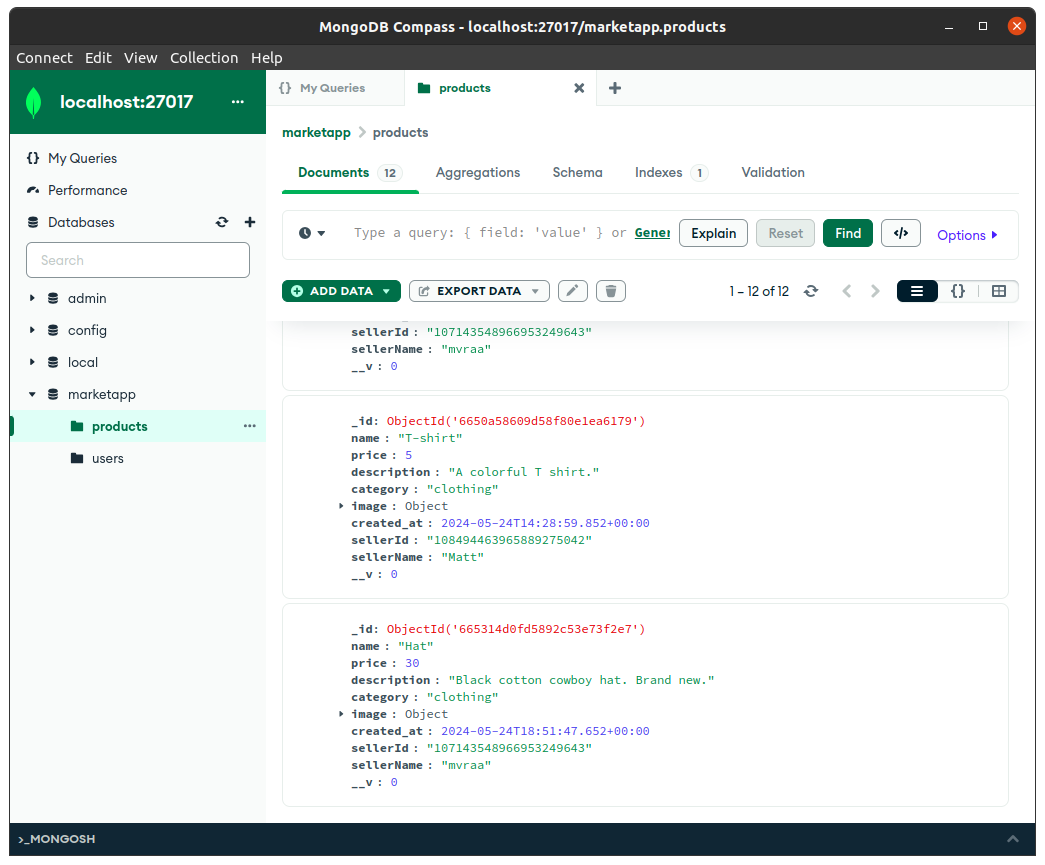 MongoDB Compass - localhost:27017/marketapp.products
Connect Edit View Collection Help
localhost:27017
My Queries
Performance
Databases
Search
admin
config
local
marketapp
products
users
{} My Queries
products
marketapp > products
Documents 12 Aggregations Schema Indexes 1 Validation
Type a query: { field: 'value' } or Gener Explain Reset Find </> Options
ADD DATA EXPORT DATA 1 – 12 of 12 {}
sellerId : "107143548966953249643"
sellerName : "mvraa"
__v : 0
_id: ObjectId('6650a58609d58f80e1ea6179')
name : "T-shirt"
price : 5
description : "A colorful T shirt."
category : "clothing"
image : Object
created_at : 2024-05-24T14:28:59.852+00:00
sellerId : "108494463965889275042"
sellerName : "Matt"
__v : 0
_id: ObjectId('665314d0fd5892c53e73f2e7')
name : "Hat"
price : 30
description : "Black cotton cowboy hat. Brand new."
category : "clothing"
image : Object
created_at : 2024-05-24T18:51:47.652+00:00
sellerId : "107143548966953249643"
sellerName : "mvraa"
__v : 0
>_MONGOSH